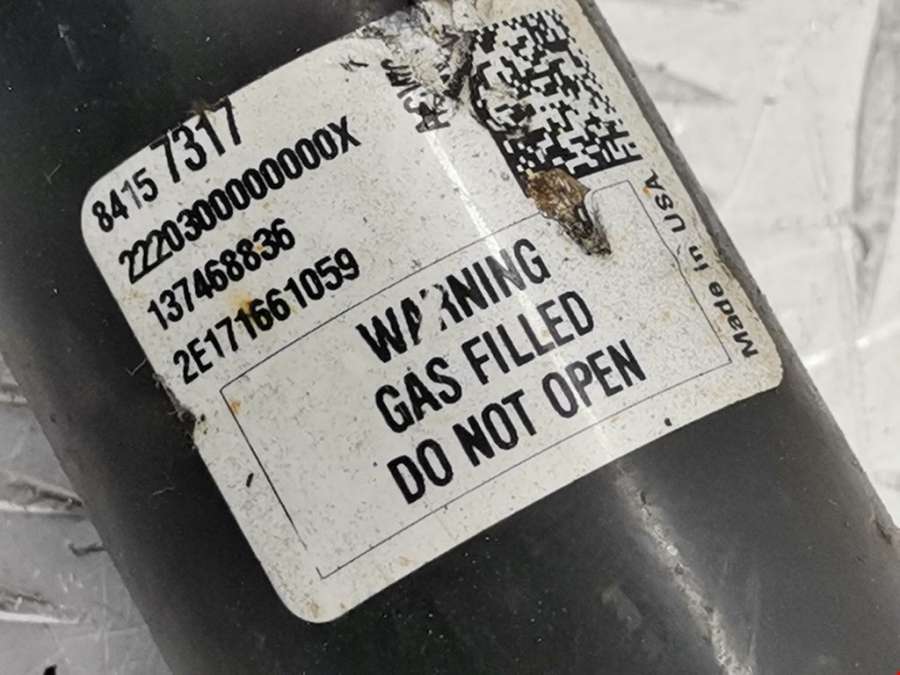 8415 7317
2220300000000X
137468836
2E171661059
WARNING
GAS FILLED
DO NOT OPEN
Made in USA